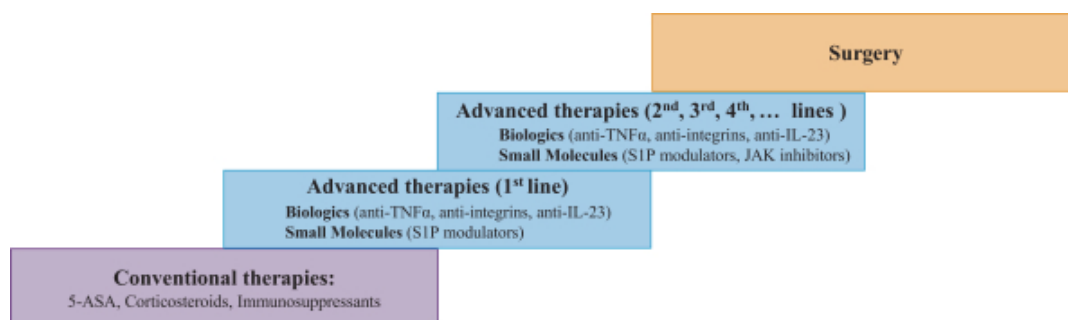 Surgery
Advanced therapies (2nd, 3rd, 4th, … lines )
Biologics (anti-TNFα, anti-integrins, anti-IL-23)
Small Molecules (S1P modulators, JAK inhibitors)
Advanced therapies (1st line)
Biologics (anti-TNFα, anti-integrins, anti-IL-23)
Small Molecules (S1P modulators)
Conventional therapies:
5-ASA, Corticosteroids, Immunosuppressants